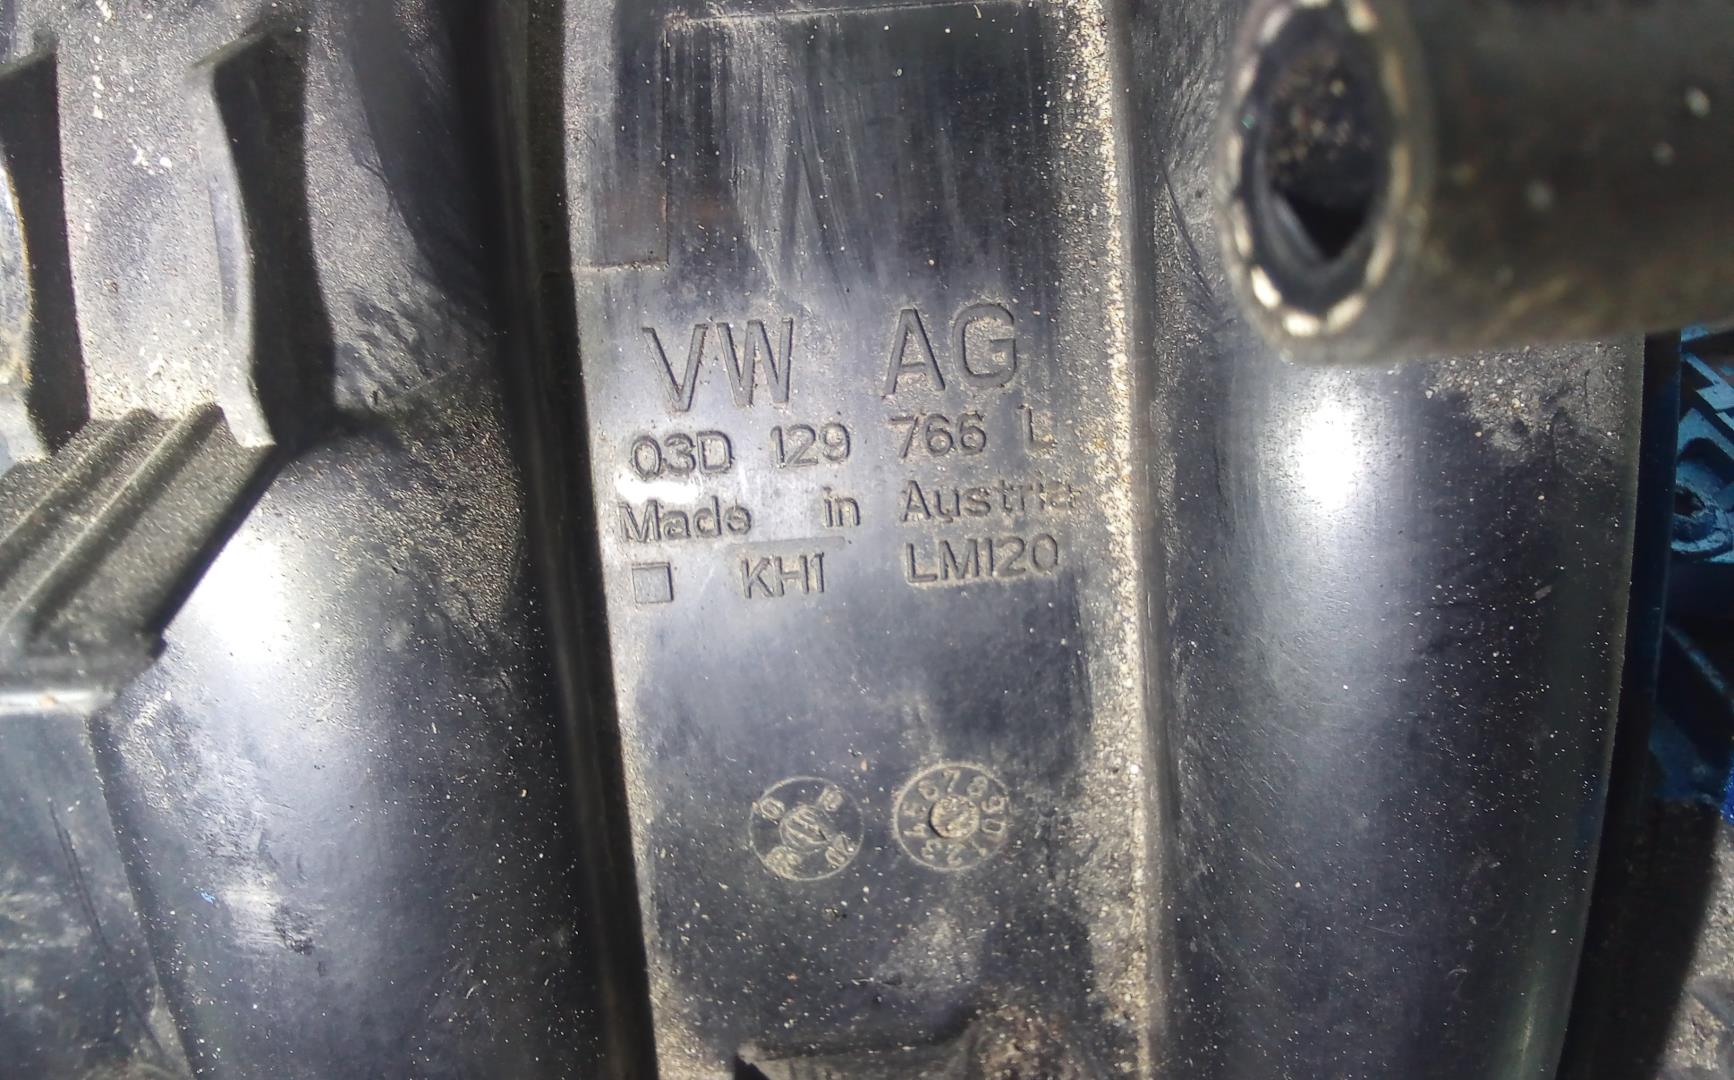 VW AG
03D 129 766 L
Made in Austria
KH1 LM120